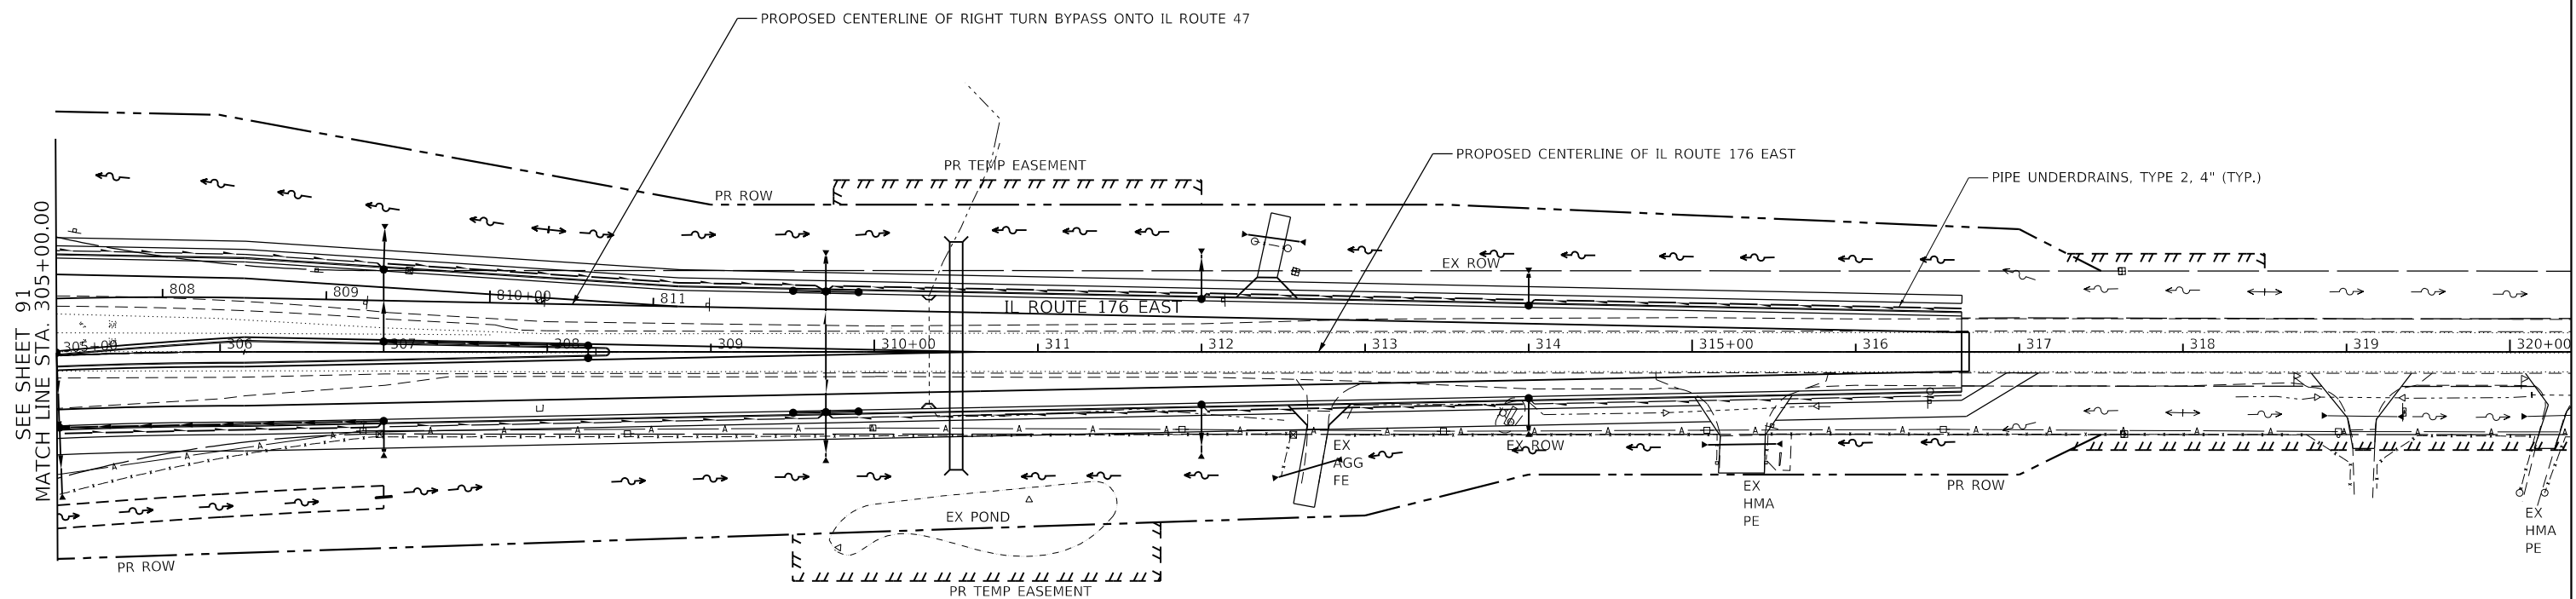 PROPOSED CENTERLINE OF RIGHT TURN BYPASS ONTO IL ROUTE 47
PROPOSED CENTERLINE OF IL ROUTE 176 EAST
PR TEMP EASEMENT
PIPE UNDERDRAINS, TYPE 2, 4" (TYP.)
PR ROW
EX ROW
SEE SHEET 91
MATCH LINE STA. 305+00.00
808
809
810+00
811
IL ROUTE 176 EAST
305+00
306
307
308
309
310+00
311
312
313
314
315+00
316
317
318
319
320+00
EX
AGG
FE
EX ROW
EX
HMA
PE
PR ROW
EX POND
EX
HMA
PE
PR ROW
PR TEMP EASEMENT